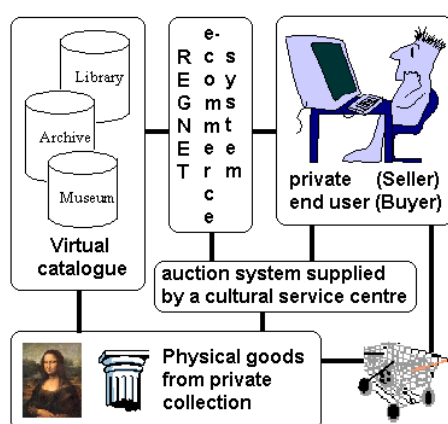 Library
Archive
Museum
Virtual
catalogue
REGNET
e-commerce
system
private (Seller)
end user (Buyer)
auction system supplied
by a cultural service centre
Physical goods
from private
collection